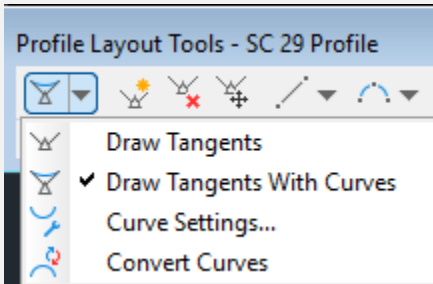 Profile Layout Tools - SC 29 Profile
Draw Tangents
Draw Tangents With Curves
Curve Settings...
Convert Curves